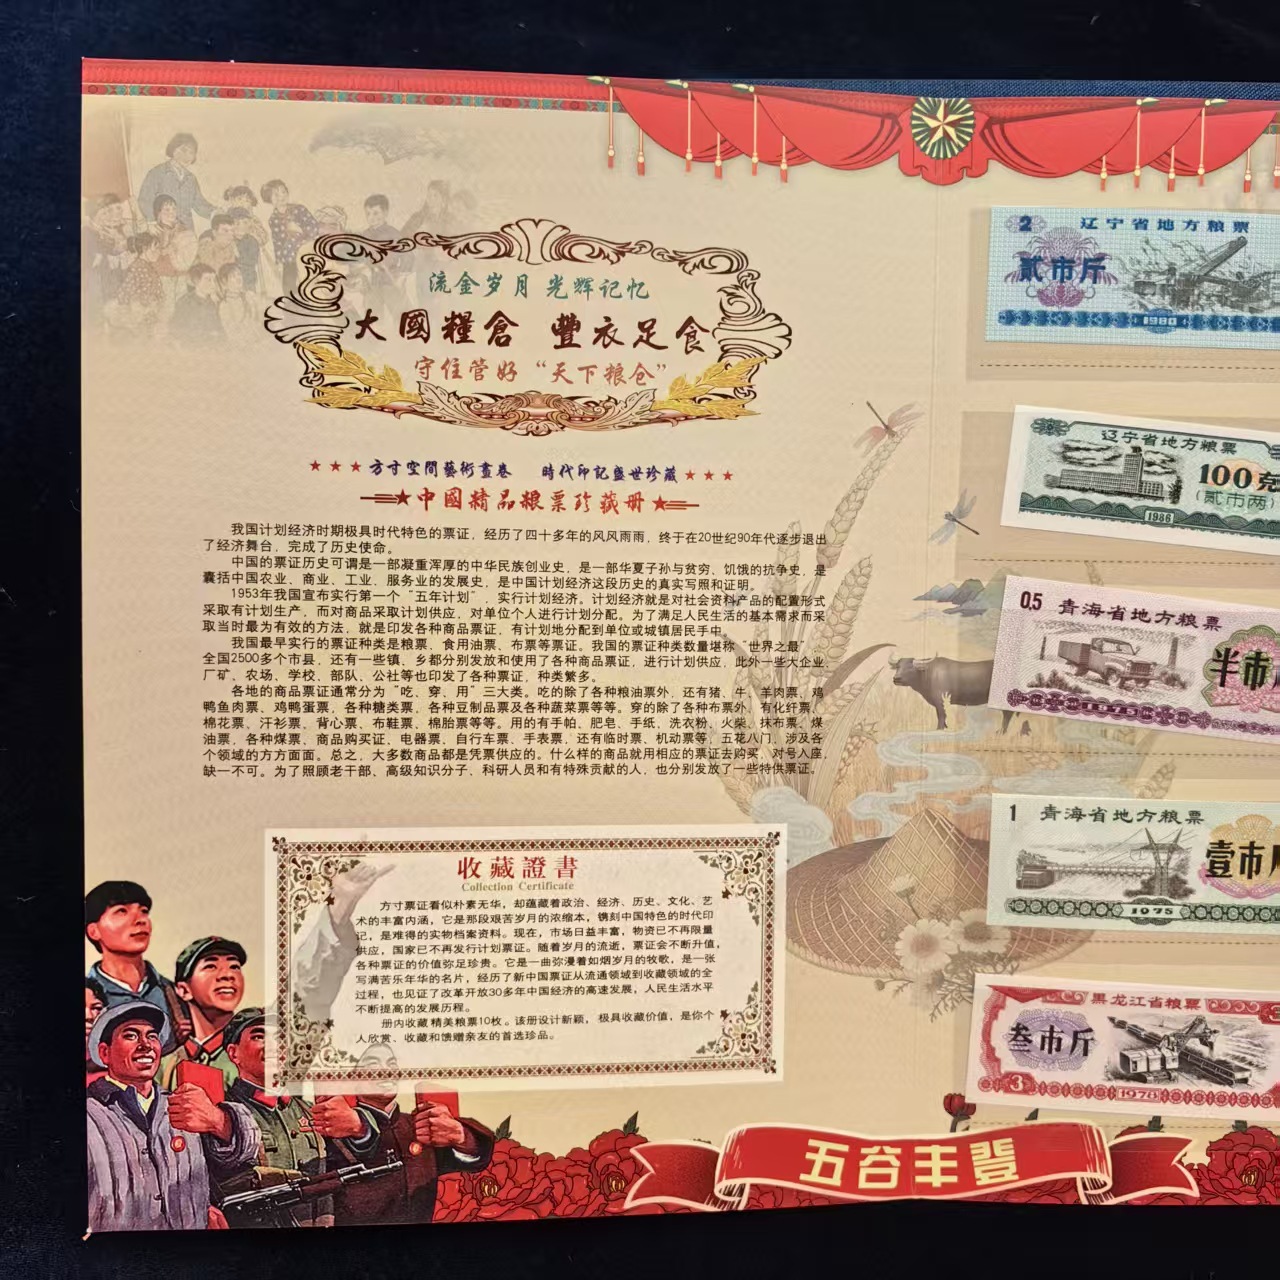 流金岁月 光辉记忆
大國糧倉 豐衣足食
守住管好“天下粮仓”
方寸空間藝術畫卷 時代印記盛世珍藏
中國精品粮票珍藏册
我国计划经济时期极具时代特色的票证，经历了四十多年的风风雨雨，终于在20世纪90年代逐步退出
了经济舞台，完成了历史使命。
中国的票证历史可谓是一部凝重浑厚的中华民族创业史，是一部华夏子孙与贫穷、饥饿的抗争史，是
囊括中国农业、商业、工业、服务业的发展史，是中国计划经济这段历史的真实写照和证明。
1953年我国宣布实行第一个“五年计划”，实行计划经济。计划经济就是对社会资料产品的配置形式
采取有计划生产，而对商品采取计划供应，对单位个人进行计划分配。为了满足人民生活的基本需求而采
取当时最为有效的方法，就是印发各种商品票证，有计划地分配到单位或城镇居民手中。
我国最早实行的票证种类是粮票、食用油票、布票等票证。我国的票证种类数量堪称“世界之最”
全国2500多个市县，还有一些镇、乡都分别发放和使用了各种商品票证，进行计划供应，此外一些大企业，
厂矿、农场、学校、部队、公社等也印发了各种票证，种类繁多。
各地的商品票证通常分为“吃、穿、用”三大类。吃的除了各种粮油票外，还有猪、牛、羊肉票、鸡
鸭鱼肉票、鸡鸭蛋票、各种糖类票、各种豆制品票及各种蔬菜票等等。穿的除了各种布票外、有化纤票、
棉花票、汗衫票、背心票、布鞋票、棉胎票等等。用的有手帕、肥皂、手纸、洗衣粉、火柴、抹布票、煤
油票、各种煤票、商品购买证、电器票、自行车票、手表票、还有临时票、机动票等，五花八门、涉及各
个领域的方方面面。总之，大多数商品都是凭票供应的。什么样的商品就用相应的票证去购买，对号入座，
缺一不可。为了照顾老干部、高级知识分子、科研人员和有特殊贡献的人，也分别发放了一些特供票证。
收藏證書
Collection Certificate
方寸票证看似朴素无华，却蕴藏着政治、经济、历史、文化、艺
术的丰富内涵，它是那段艰苦岁月的浓缩本，镌刻中国特色的时代印
记，是难得的实物档案资料。现在，市场日益丰富，物资已不再限量
供应，国家已不再发行计划票证。随着岁月的流逝，票证会不断升值，
各种票证的价值弥足珍贵。它是一曲弥漫着如烟岁月的牧歌，是一张
写满苦乐年华的名片，经历了新中国票证从流通领域到收藏领域的全
过程，也见证了改革开放30多年中国经济的高速发展，人民生活水平
不断提高的发展历程。
册内收藏精美粮票10枚。该册设计新颖，极具收藏价值，是你个
人欣赏、收藏和馈赠亲友的首选珍品。
2 辽宁省地方粮票
贰市斤
1980
辽宁省地方粮票
100克
(贰市两)
1986
0.5 青海省地方粮票
半市
1975
1 青海省地方粮票
壹市斤
1975
黑龙江省粮票 3
叁市斤
3 1978
五谷丰登